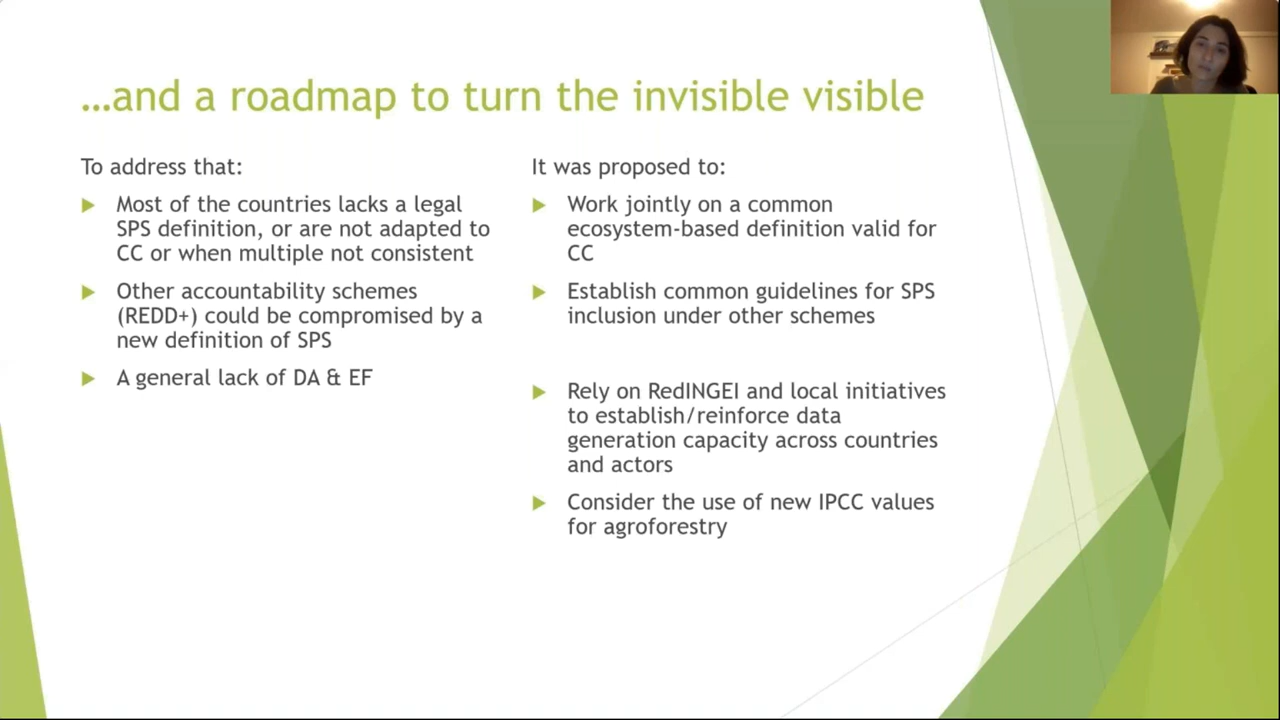 …and a roadmap to turn the invisible visible
To address that:
Most of the countries lacks a legal
SPS definition, or are not adapted to
CC or when multiple not consistent
Other accountability schemes
(REDD+) could be compromised by a
new definition of SPS
A general lack of DA & EF
It was proposed to:
Work jointly on a common
ecosystem-based definition valid for
CC
Establish common guidelines for SPS
inclusion under other schemes
Rely on RedINGEI and local initiatives
to establish/reinforce data
generation capacity across countries
and actors
Consider the use of new IPCC values
for agroforestry